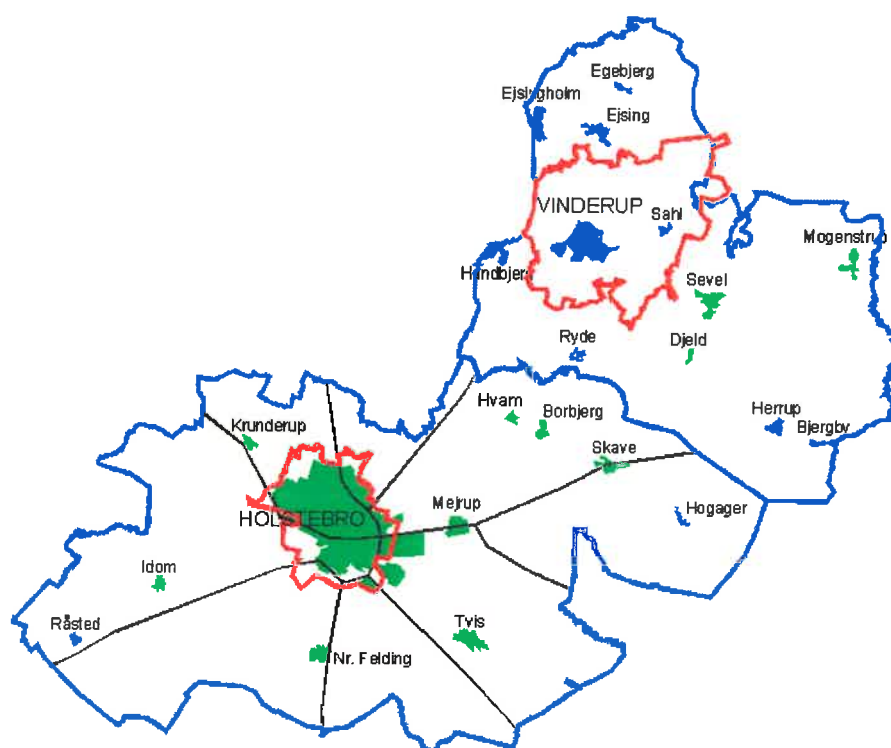 Egebjerg
Ejsingholm
Ejsing
VINDERUP
Sahl
Mogenstrup
Handbjerg
Sevel
Ryde
Djeld
Hvam
Borbjerg
Herrup
Bjergby
Krunderup
Skave
Mejrup
Hogager
HOLSTEBRO
Idom
Råsted
Tvis
Nr. Felding